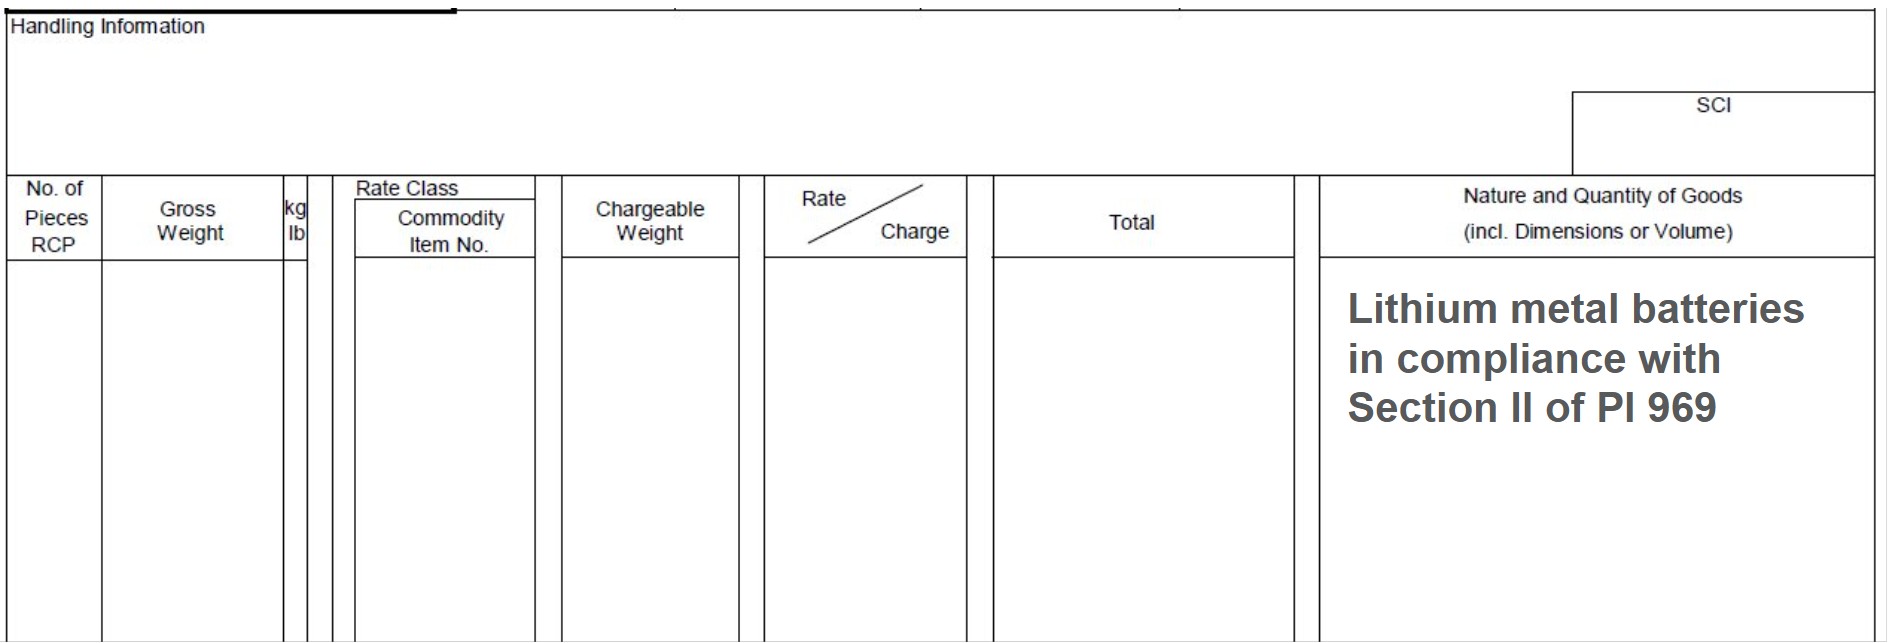 Handling Information
SCI
No. of
Pieces
RCP
Gross
Weight
kg
lb
Rate Class
Commodity
Item No.
Chargeable
Weight
Rate
Charge
Total
Nature and Quantity of Goods
(incl. Dimensions or Volume)
Lithium metal batteries
in compliance with
Section II of PI 969